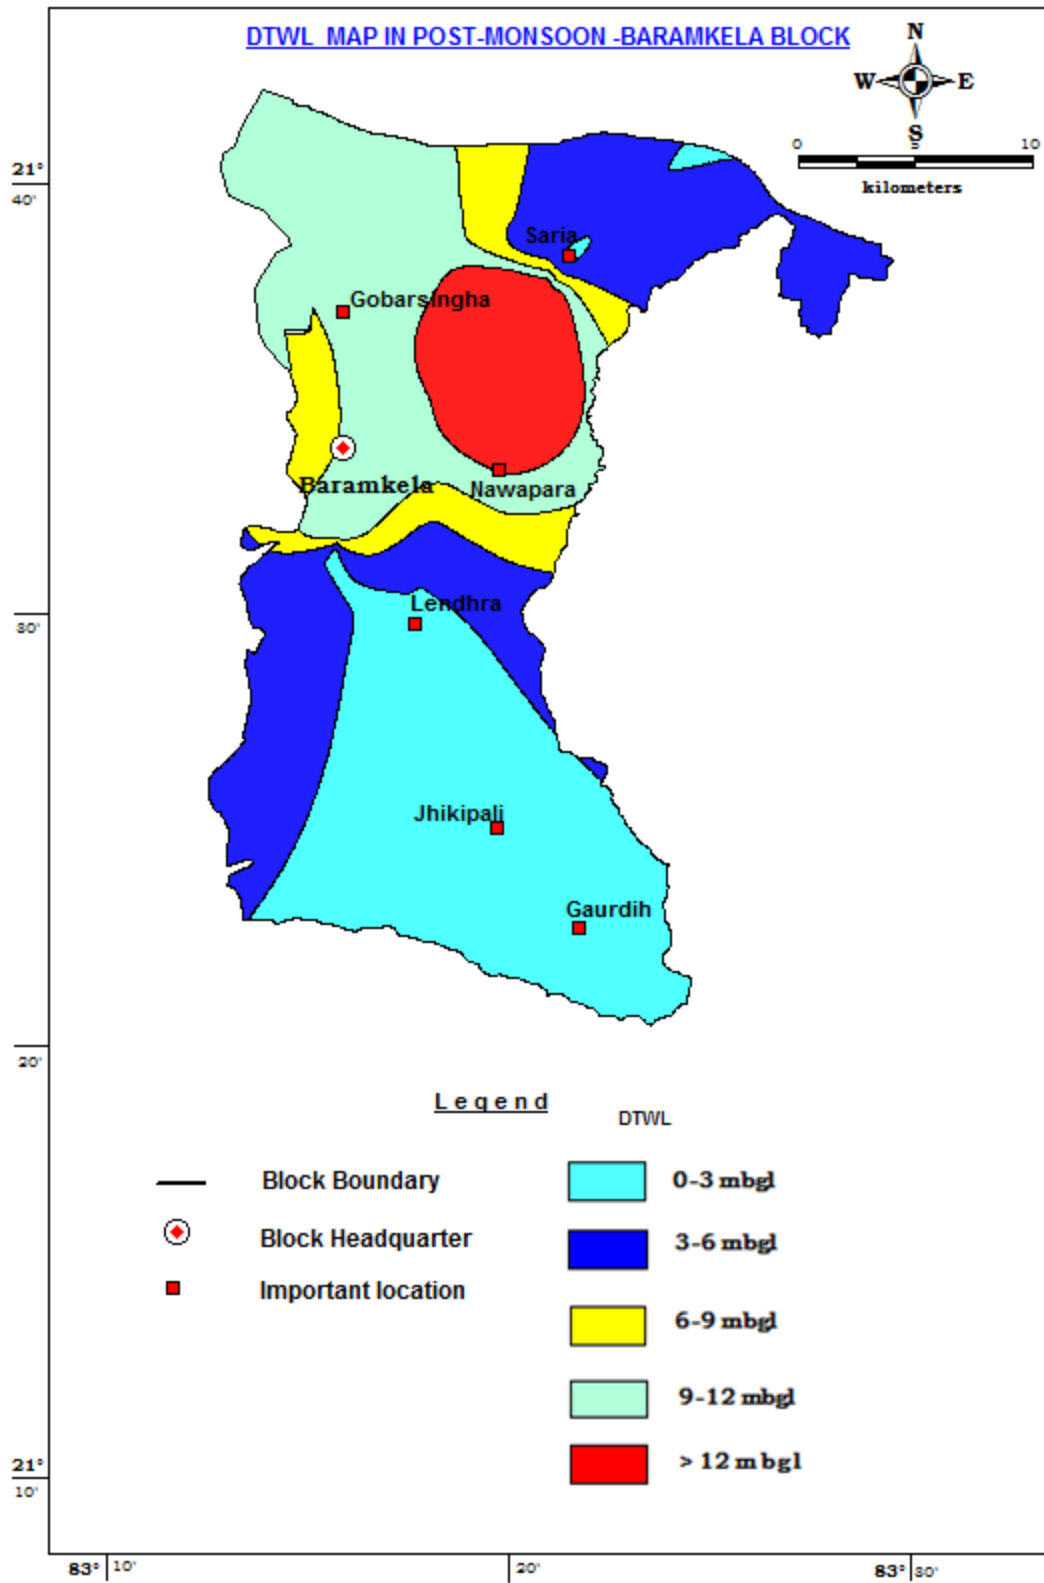 DTWL MAP IN POST-MONSOON -BARAMKELA BLOCK
N
W E
S
0 5 10
kilometers
21°
40'
Saria
Gobarsingha
Baramkela
Nawapara
30'
Lendhra
Jhikipali
Gaurdih
20'
Legend
DTWL
Block Boundary
0-3 mbgl
Block Headquarter
3-6 mbgl
Important location
6-9 mbgl
9-12 mbgl
> 12 mbgl
21°
10'
83° 10' 20' 83° 30'